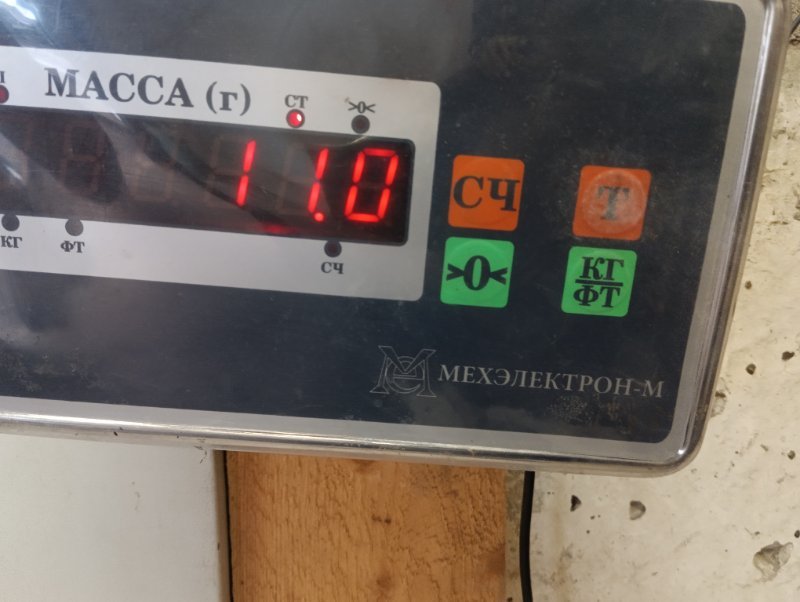 МАССА (г)
СТ >0<
11.0
КГ ФТ
СЧ
СЧ Т
>0< КГ
ФТ
МЕХЭЛЕКТРОН-М